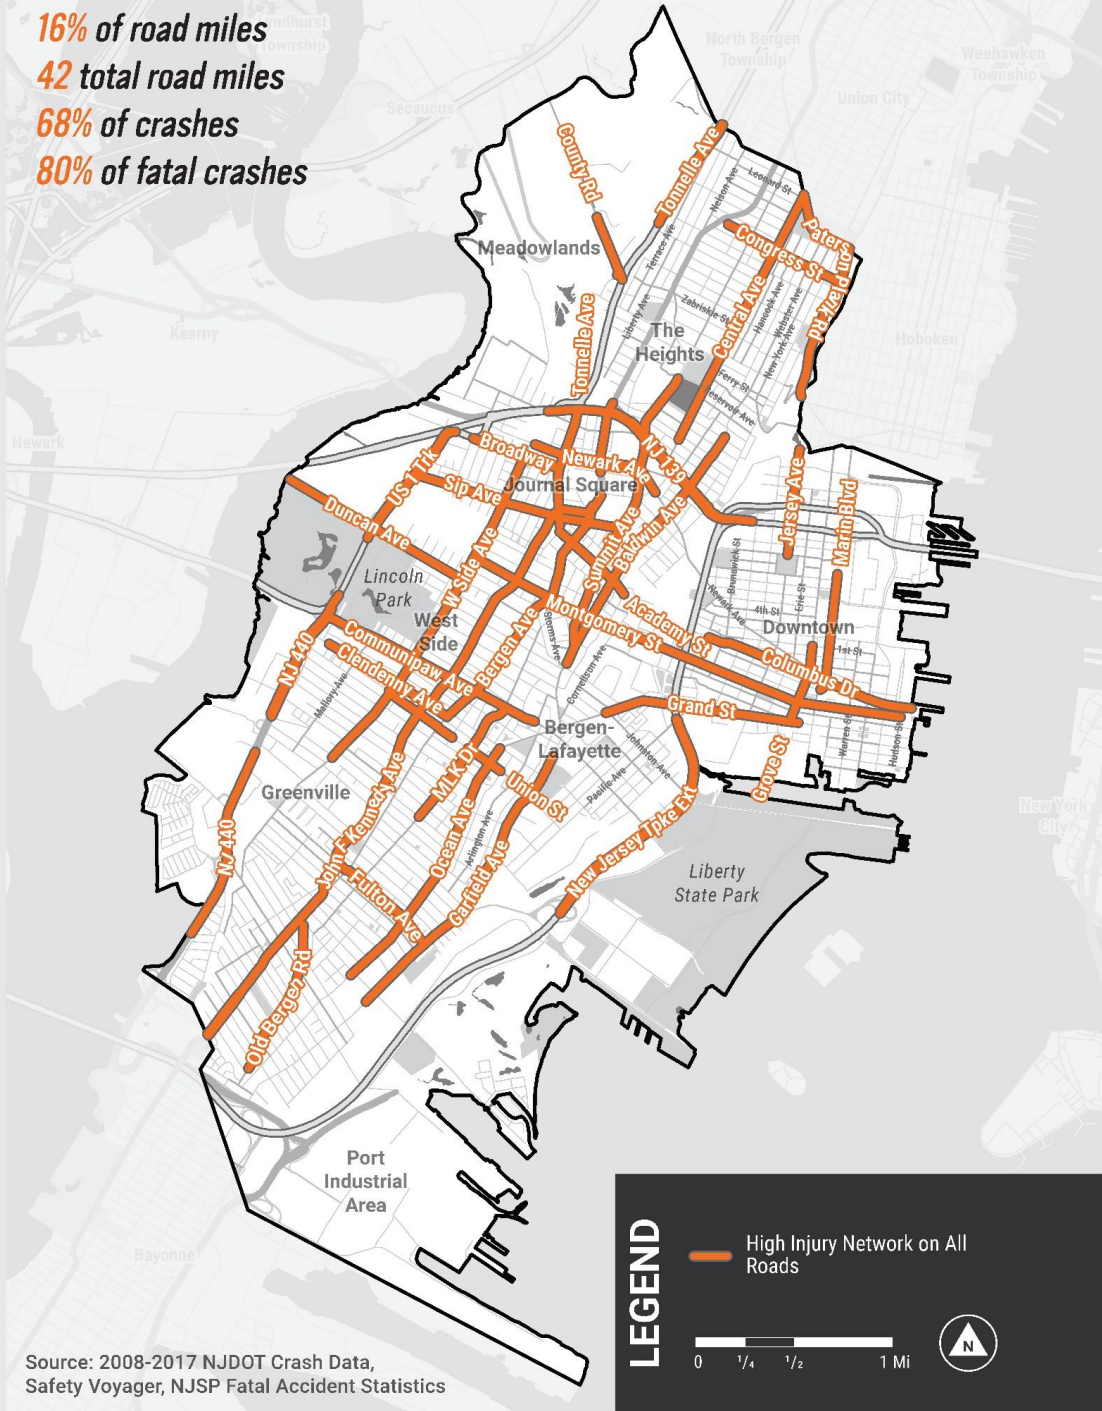 16% of road miles
42 total road miles
68% of crashes
80% of fatal crashes
Lyndhurst
Township
Secaucus
North Bergen
Township
Weehawken
Township
Union City
Kearny
Hoboken
Newark
New York
City
Bayonne
County Rd
Tonnelle Ave
Nelson Ave
Leonard St
Paterson Plank Rd
Congress St
Meadowlands
Terrace Ave
Liberty Ave
Zabriskie St
Central Ave
Hancock Ave
Webster Ave
New York Ave
Tonnelle Ave
The
Heights
Ferry St
Reservoir Ave
US 1 Trk
Broadway
Newark Ave
NJ 139
Journal Square
Sip Ave
Jersey Ave
Marin Blvd
Duncan Ave
Summit Ave
Baldwin Ave
W Side Ave
Brunswick St
Lincoln
Park
Newark Ave
4th St
Erie St
Montgomery St
Academy St
Storms Ave
West
Side
Bergen Ave
Downtown
1st St
Columbus Dr
Communipaw Ave
Clendenny Ave
NJ 440
Mallory Ave
Cornelison Ave
Grand St
Warren St
Hudson St
Bergen-
Lafayette
Johnston Ave
Pacific Ave
Grove St
MLK Dr
Union St
Greenville
John F Kennedy Ave
Ocean Ave
Arlington Ave
Garfield Ave
NJ 440
New Jersey Tpke Ext
Fulton Ave
Liberty
State Park
Old Bergen Rd
Port
Industrial
Area
LEGEND
High Injury Network on All
Roads
0 1/4 1/2 1 Mi
N
Source: 2008-2017 NJDOT Crash Data,
Safety Voyager, NJSP Fatal Accident Statistics